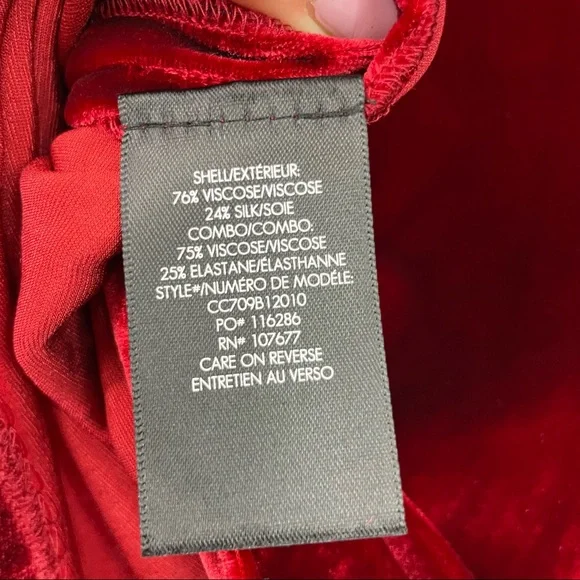 SHELL/EXTÉRIEUR:
76% VISCOSE/VISCOSE
24% SILK/SOIE
COMBO/COMBO:
75% VISCOSE/VISCOSE
25% ELASTANE/ÉLASTHANNE
STYLE#/NUMÉRO DE MODÉLE:
CC709B12010
PO# 116286
RN# 107677
CARE ON REVERSE
ENTRETIEN AU VERSO